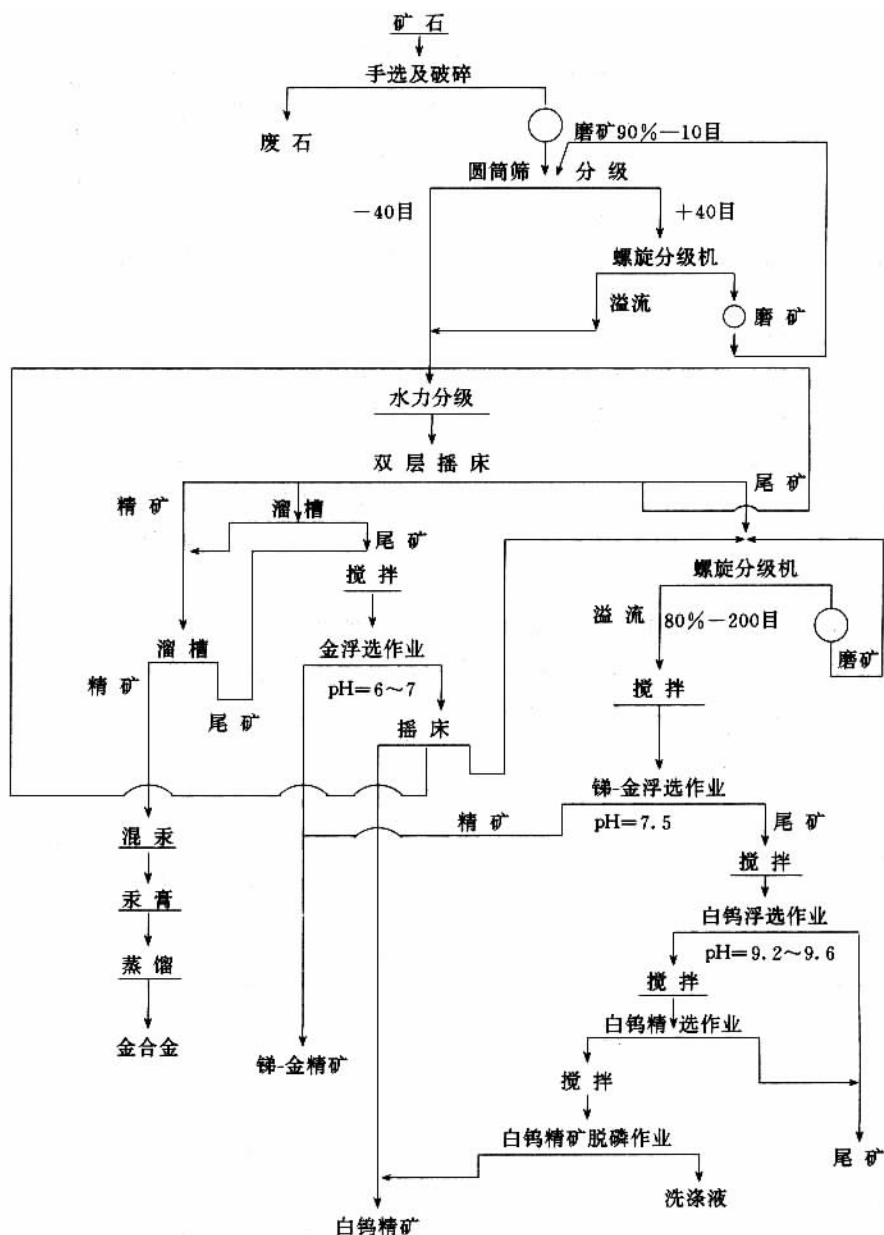 矿石
手选及破碎
废石
磨矿90%—10目
圆筒筛 分级
—40目
+40目
螺旋分级机
溢流
磨矿
水力分级
双层摇床
精矿
溜槽
尾矿
尾矿
搅拌
螺旋分级机
溢流
80%—200目
磨矿
溜槽
金浮选作业
精矿
pH=6～7
尾矿
搅拌
摇床
锑-金浮选作业
精矿
pH=7.5
尾矿
混汞
搅拌
汞膏
白钨浮选作业
pH=9.2～9.6
蒸馏
搅拌
白钨精选作业
金合金
锑-金精矿
搅拌
白钨精矿脱磷作业
尾矿
洗涤液
白钨精矿